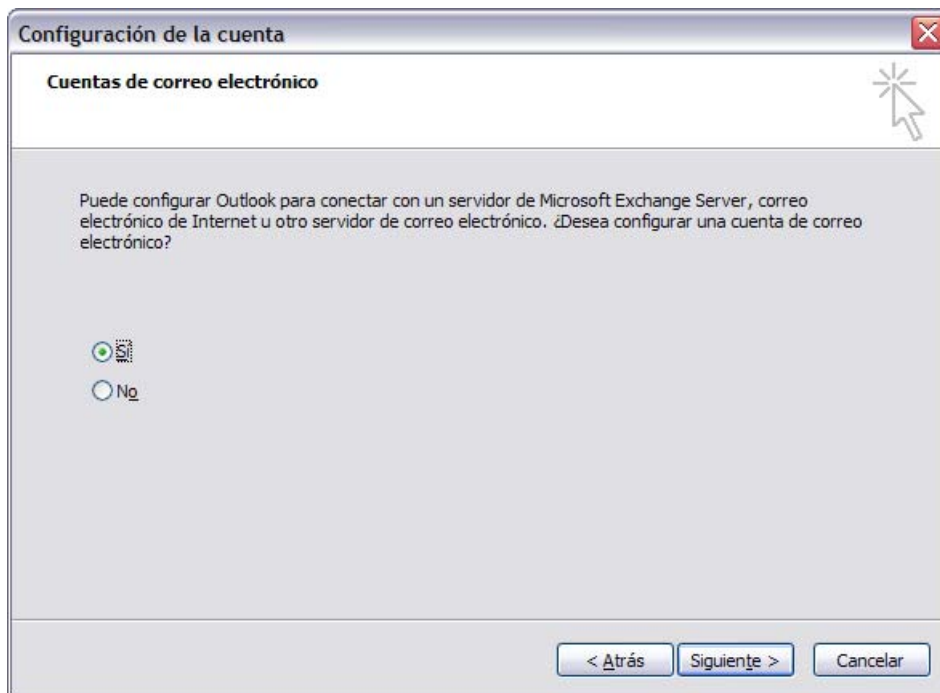 Configuración de la cuenta
Cuentas de correo electrónico
Puede configurar Outlook para conectar con un servidor de Microsoft Exchange Server, correo
electrónico de Internet u otro servidor de correo electrónico. ¿Desea configurar una cuenta de correo
electrónico?
Sí
No
< Atrás
Siguiente >
Cancelar